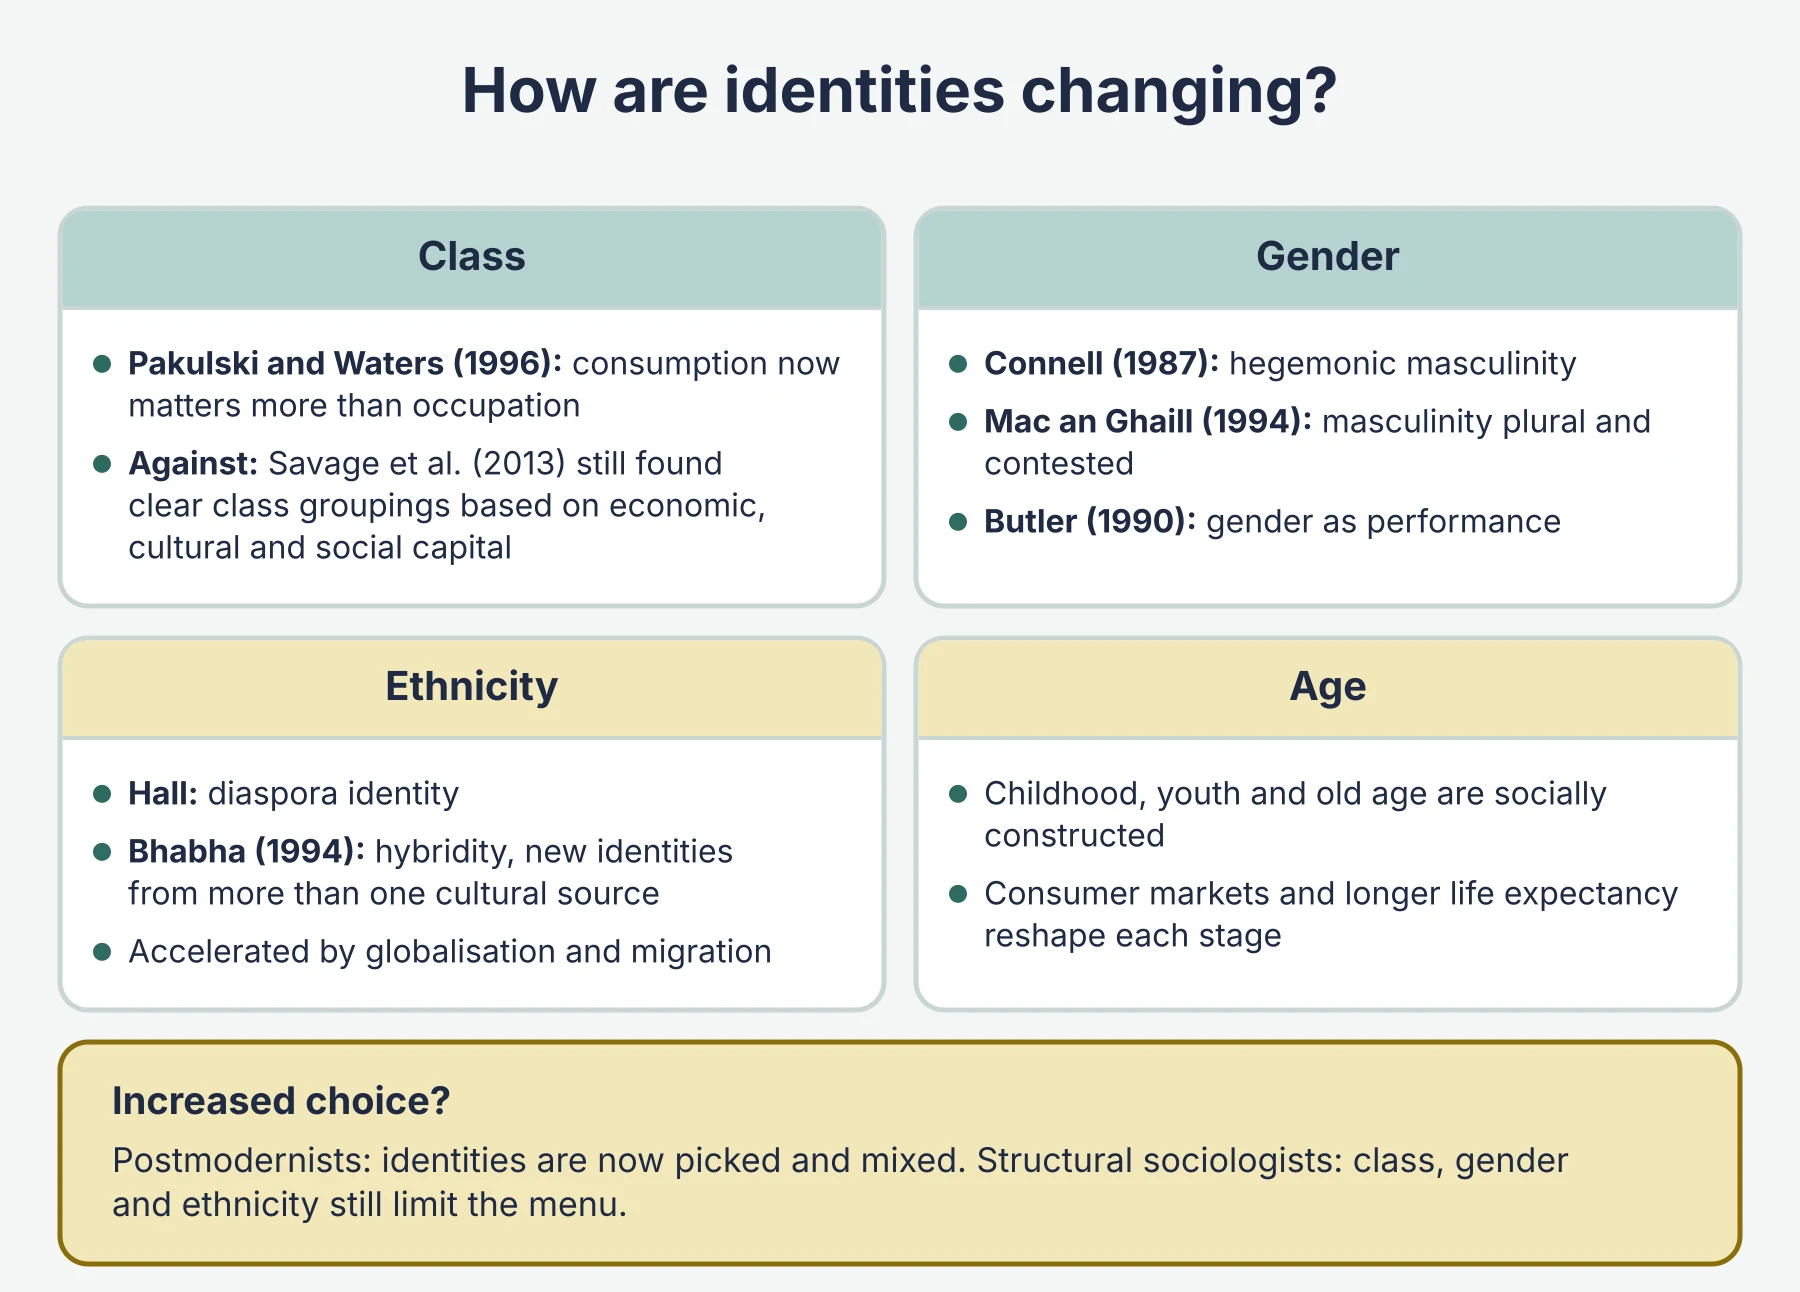 How are identities changing?
Class
Pakulski and Waters (1996): consumption now
matters more than occupation
Against: Savage et al. (2013) still found
clear class groupings based on economic,
cultural and social capital
Gender
Connell (1987): hegemonic masculinity
Mac an Ghaill (1994): masculinity plural and
contested
Butler (1990): gender as performance
Ethnicity
Hall: diaspora identity
Bhabha (1994): hybridity, new identities
from more than one cultural source
Accelerated by globalisation and migration
Age
Childhood, youth and old age are socially
constructed
Consumer markets and longer life expectancy
reshape each stage
Increased choice?
Postmodernists: identities are now picked and mixed. Structural sociologists: class, gender
and ethnicity still limit the menu.